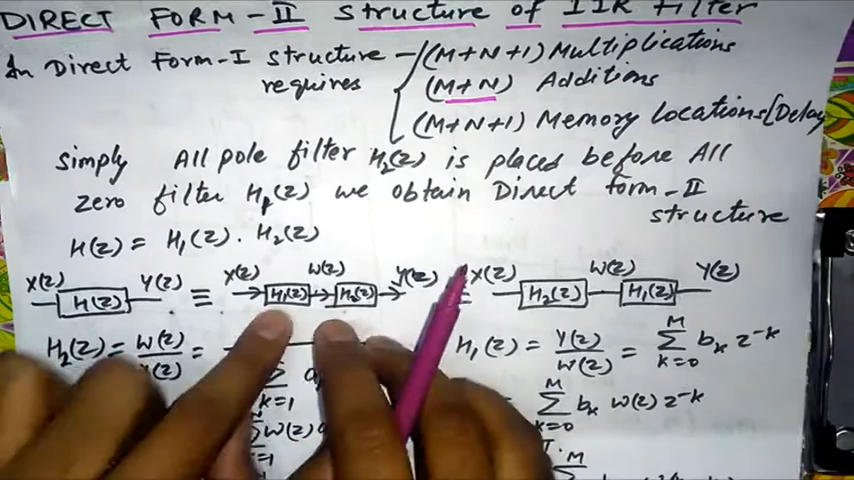 DIRECT FORM - II structure of IIR Filter
In Direct Form-I structure requires
(M+N+1) Multiplications
(M+N) Additions
(M+N+1) Memory Locations[Delay
Simply All pole filter H₂(z) is places before All
zero filter H₁(z) we obtain Direct form-II
structure
H(z) = H₁(z) . H₂(z)
X(z) H(z) Y(z) ≡ X(z) H₁(z) W(z) H₂(z) Y(z) X(z) H₂(z) W(z) H₁(z) Y(z)
H₂(z) = W(z)/X(z) =
H₁(z) = Y(z)/W(z) = M Σ k=0 bₖ z⁻ᵏ
k=1
M Σ k=0 bₖ W(z) z⁻ᵏ
W(z)
M Σ